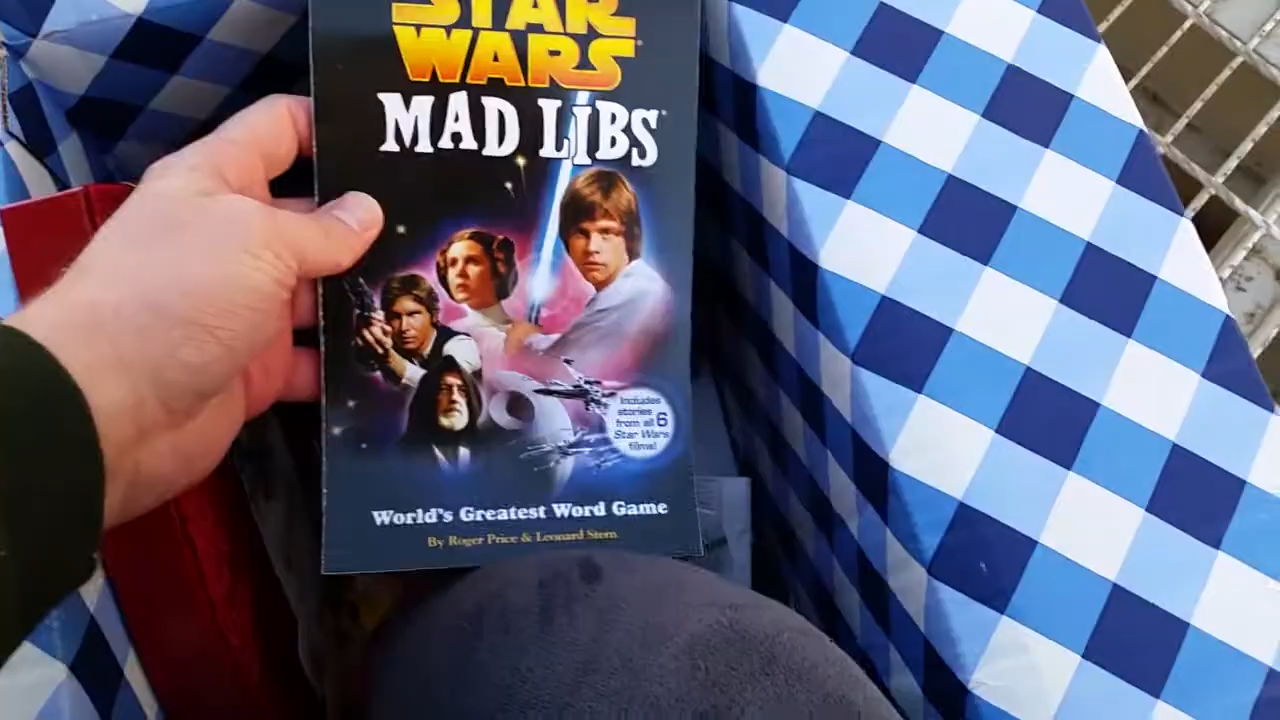 STAR
WARS
MAD LIBS®
Includes
stories
from all 6
Star Wars
films!
World's Greatest Word Game
By Roger Price & Leonard Stern